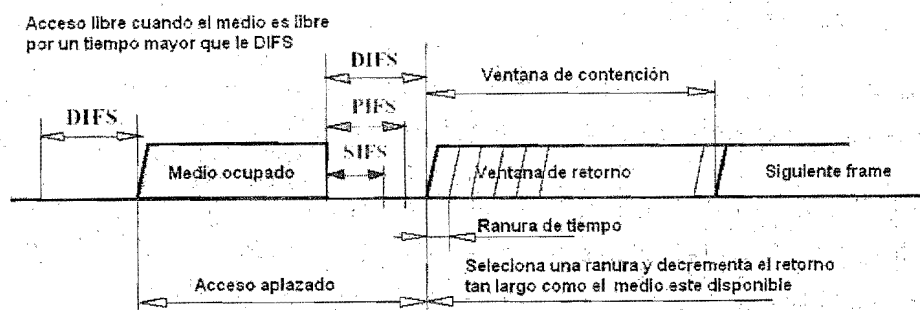 Acceso libre cuando el medio es libre
por un tiempo mayor que le DIFS
DIFS
DIFS
PIFS
SIFS
Ventana de contención
Medio ocupado
Ventana de retorno
Siguiente frame
Ranura de tiempo
Acceso aplazado
Seleciona una ranura y decrementa el retorno
tan largo como el medio este disponible